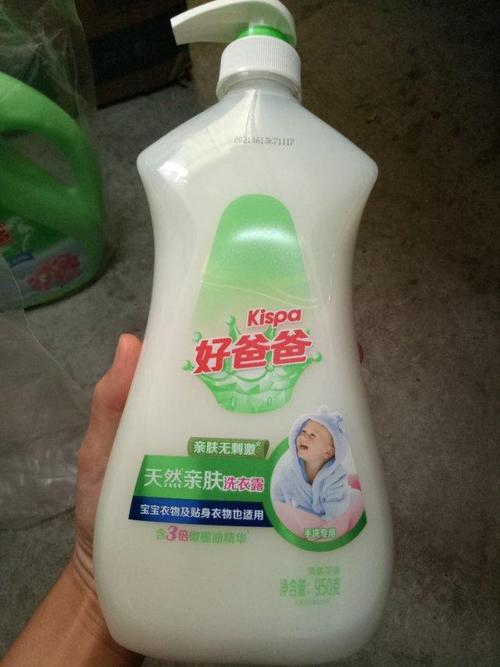 20210613K71117
Kispa
好爸爸
亲肤无刺激*
天然亲肤洗衣露
宝宝衣物及贴身衣物也适用
含3倍橄榄油精华*
手洗专用
净含量：950克